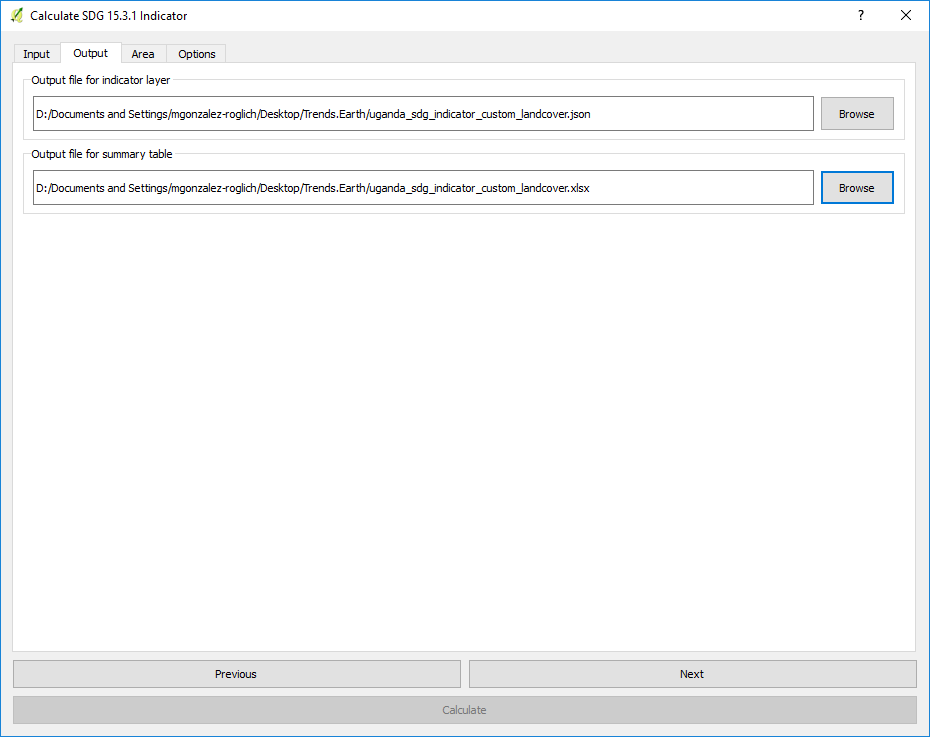 Calculate SDG 15.3.1 Indicator
?
Input Output Area Options
Output file for indicator layer
D:/Documents and Settings/mgonzalez-roglich/Desktop/Trends.Earth/uganda_sdg_indicator_custom_landcover.json Browse
Output file for summary table
D:/Documents and Settings/mgonzalez-roglich/Desktop/Trends.Earth/uganda_sdg_indicator_custom_landcover.xlsx Browse
Previous Next
Calculate